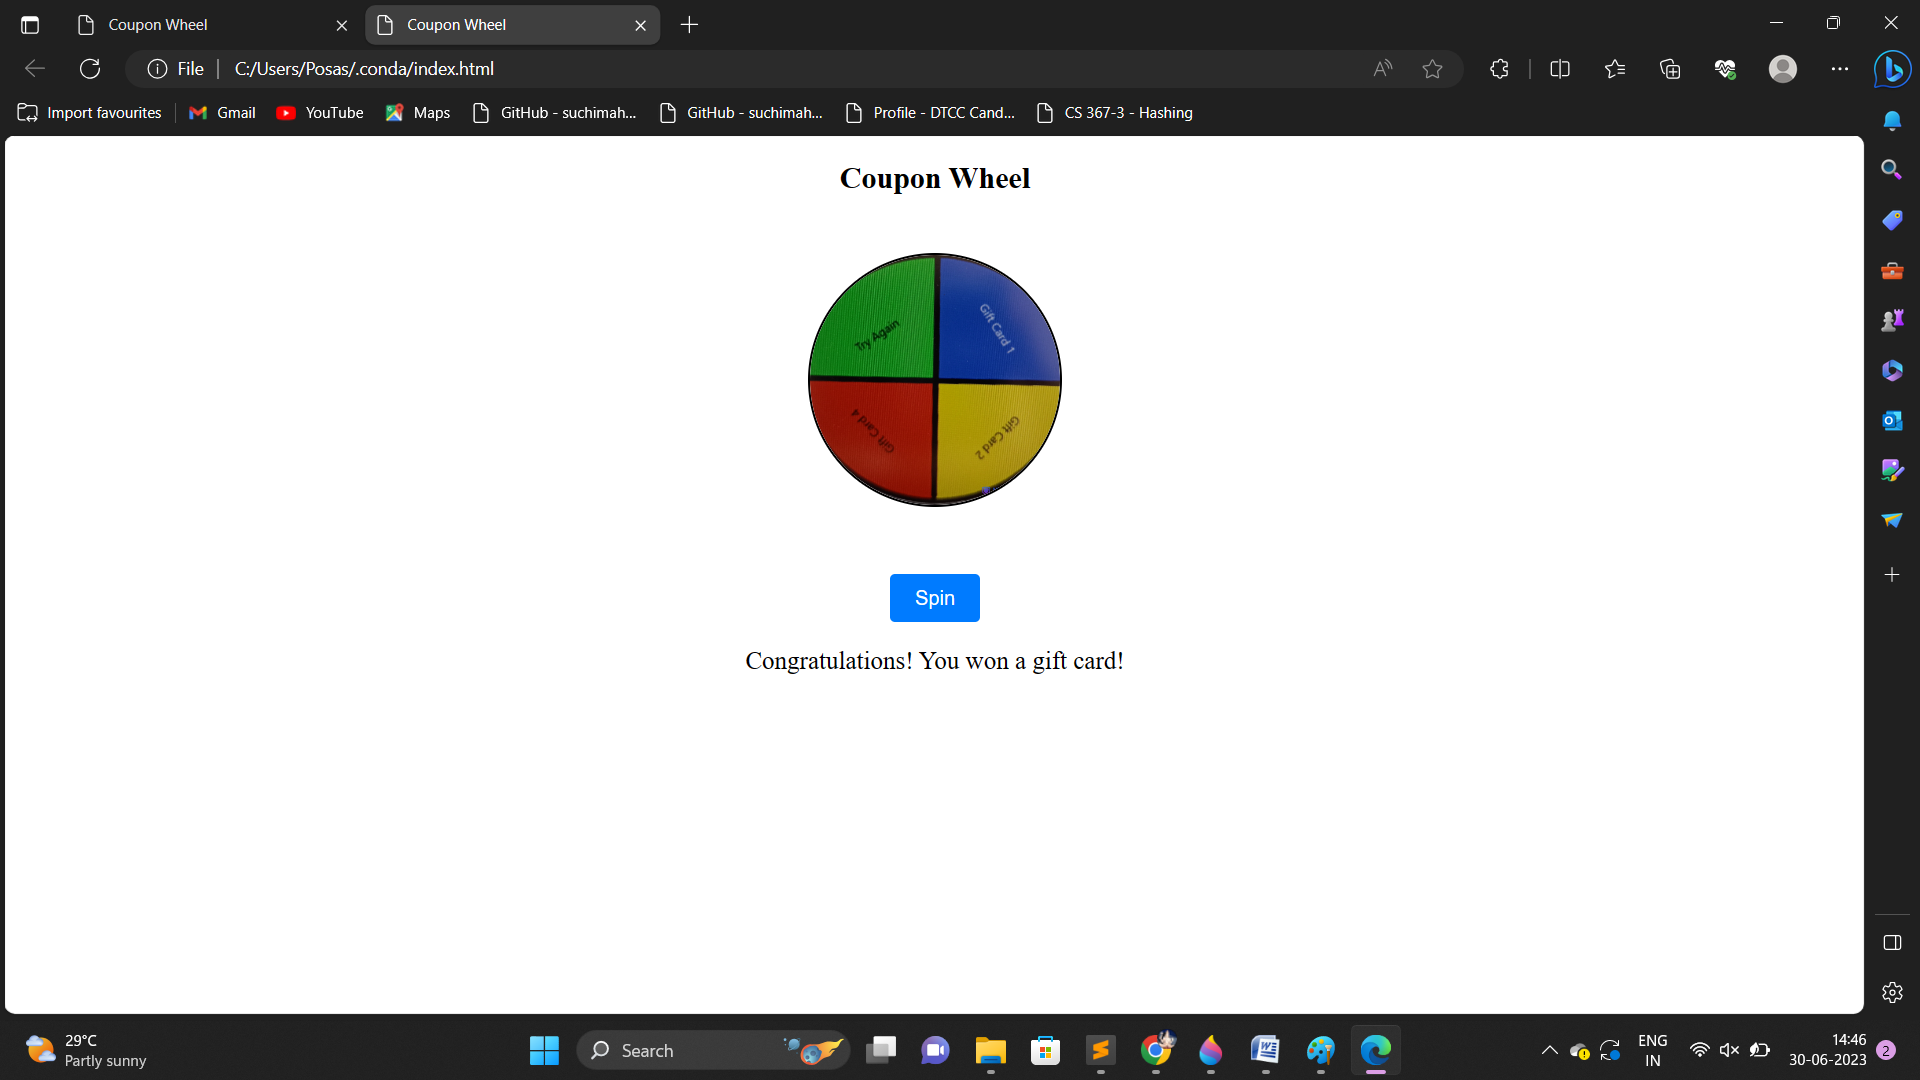 Coupon Wheel
Coupon Wheel
File
C:/Users/Posas/.conda/index.html
Import favourites
Gmail
YouTube
Maps
GitHub - suchimah...
GitHub - suchimah...
Profile - DTCC Cand...
CS 367-3 - Hashing
Coupon Wheel
Try Again
Gift Card 1
Gift Card 4
Gift Card 2
Spin
Congratulations! You won a gift card!
29°C
Partly sunny
Search
ENG
IN
14:46
30-06-2023
2